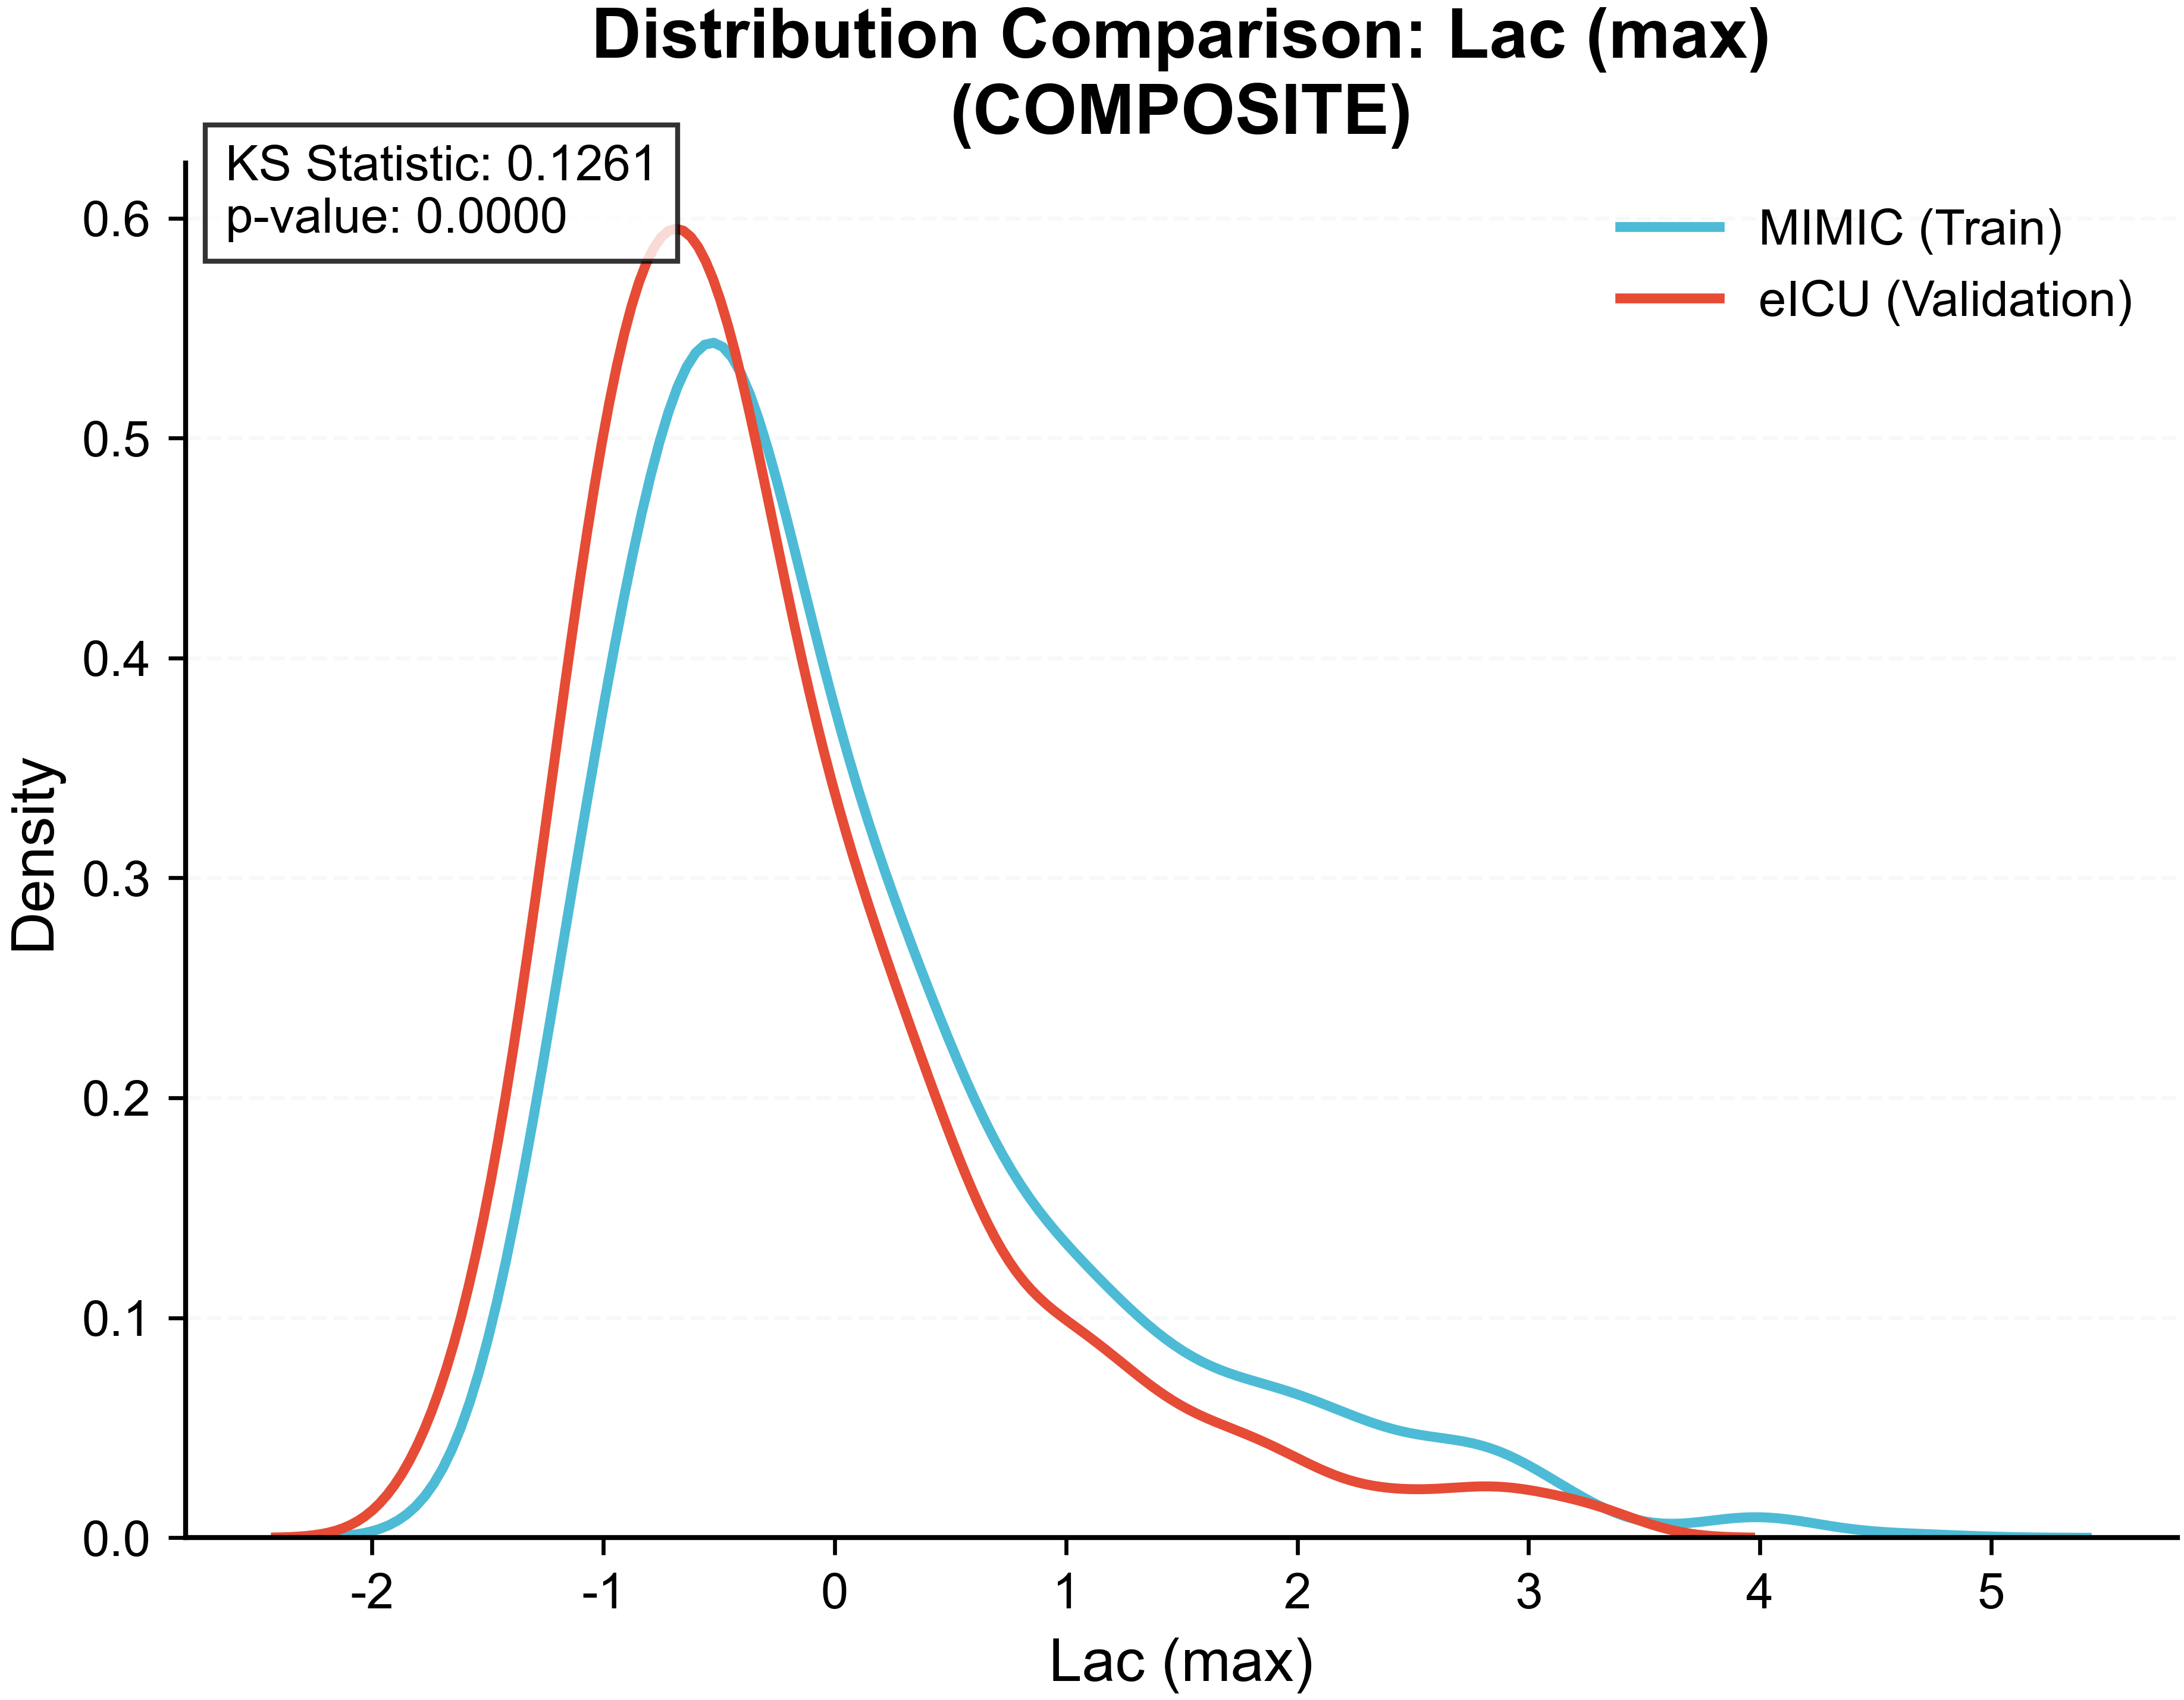 Distribution Comparison: Lac (max)
(COMPOSITE)
KS Statistic: 0.1261
p-value: 0.0000
MIMIC (Train)
eICU (Validation)
0.6
0.5
0.4
0.3
0.2
0.1
0.0
Density
-2 -1 0 1 2 3 4 5
Lac (max)